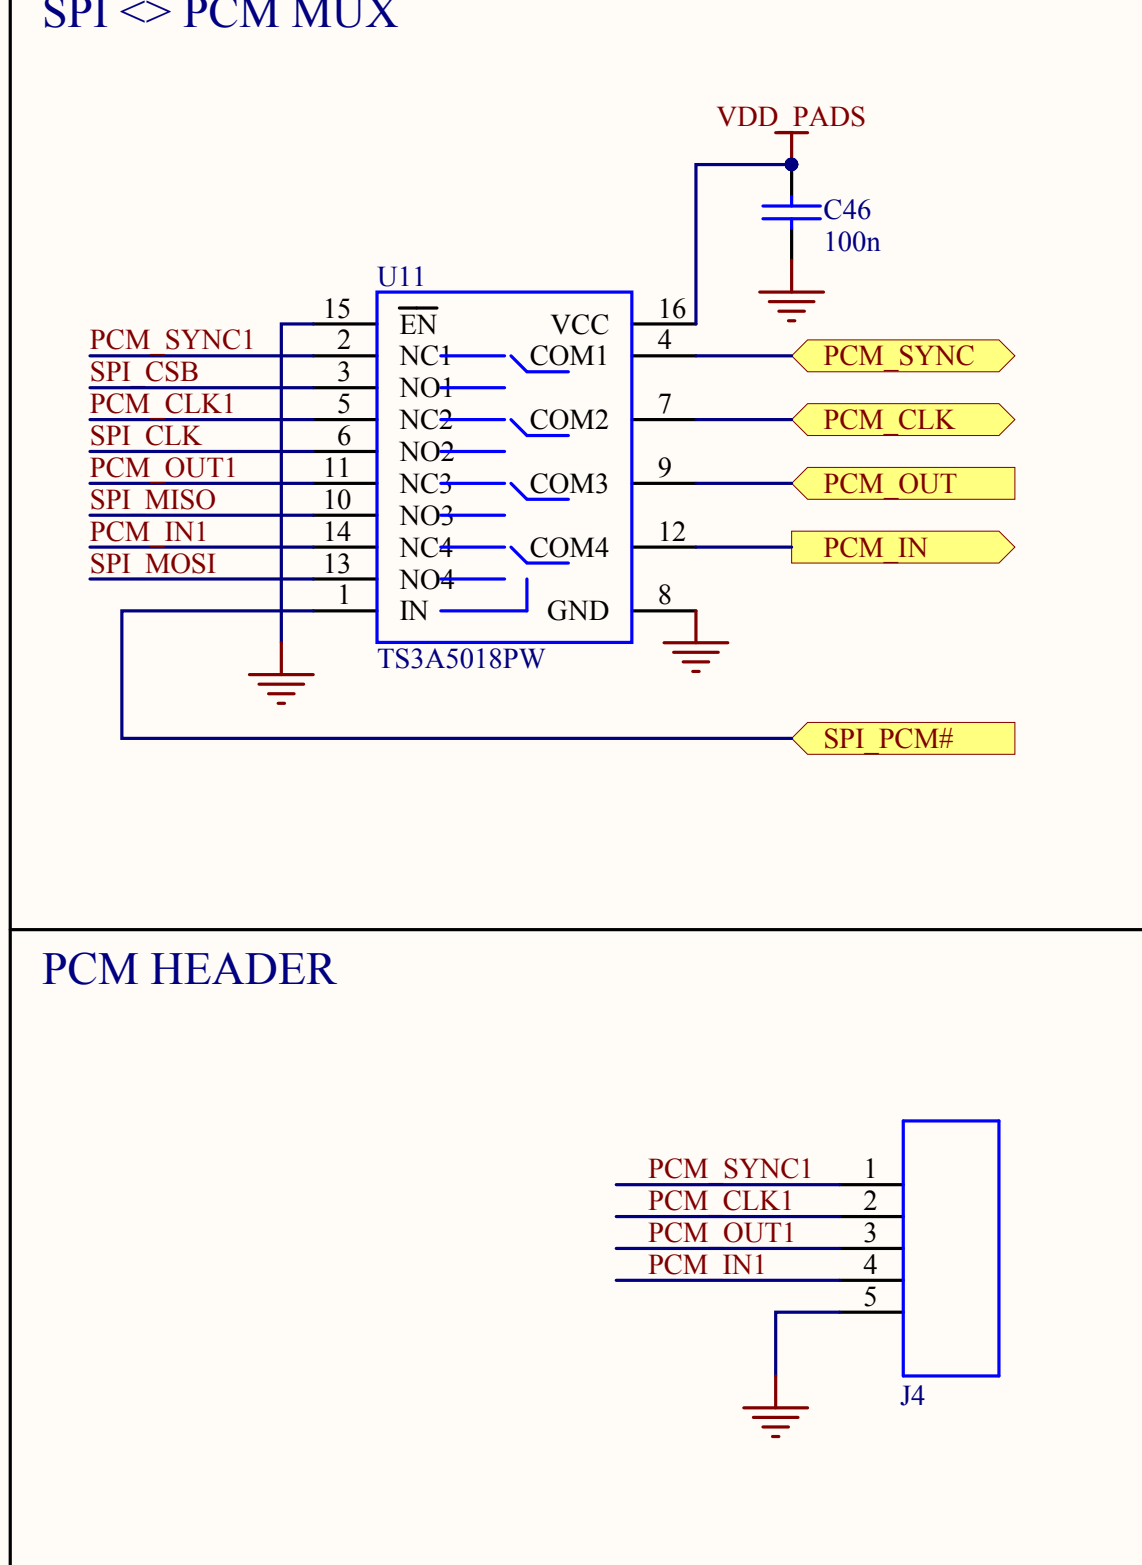 SPI <> PCM MUX
VDD_PADS
C46
100n
U11
15 EN VCC 16
PCM_SYNC1 2 NC1 COM1 4 PCM_SYNC
SPI_CSB 3 NO1
PCM_CLK1 5 NC2 COM2 7 PCM_CLK
SPI_CLK 6 NO2
PCM_OUT1 11 NC3 COM3 9 PCM_OUT
SPI_MISO 10 NO3
PCM_IN1 14 NC4 COM4 12 PCM_IN
SPI_MOSI 13 NO4
1 IN GND 8
TS3A5018PW
SPI_PCM#
PCM HEADER
PCM_SYNC1 1
PCM_CLK1 2
PCM_OUT1 3
PCM_IN1 4
5
J4